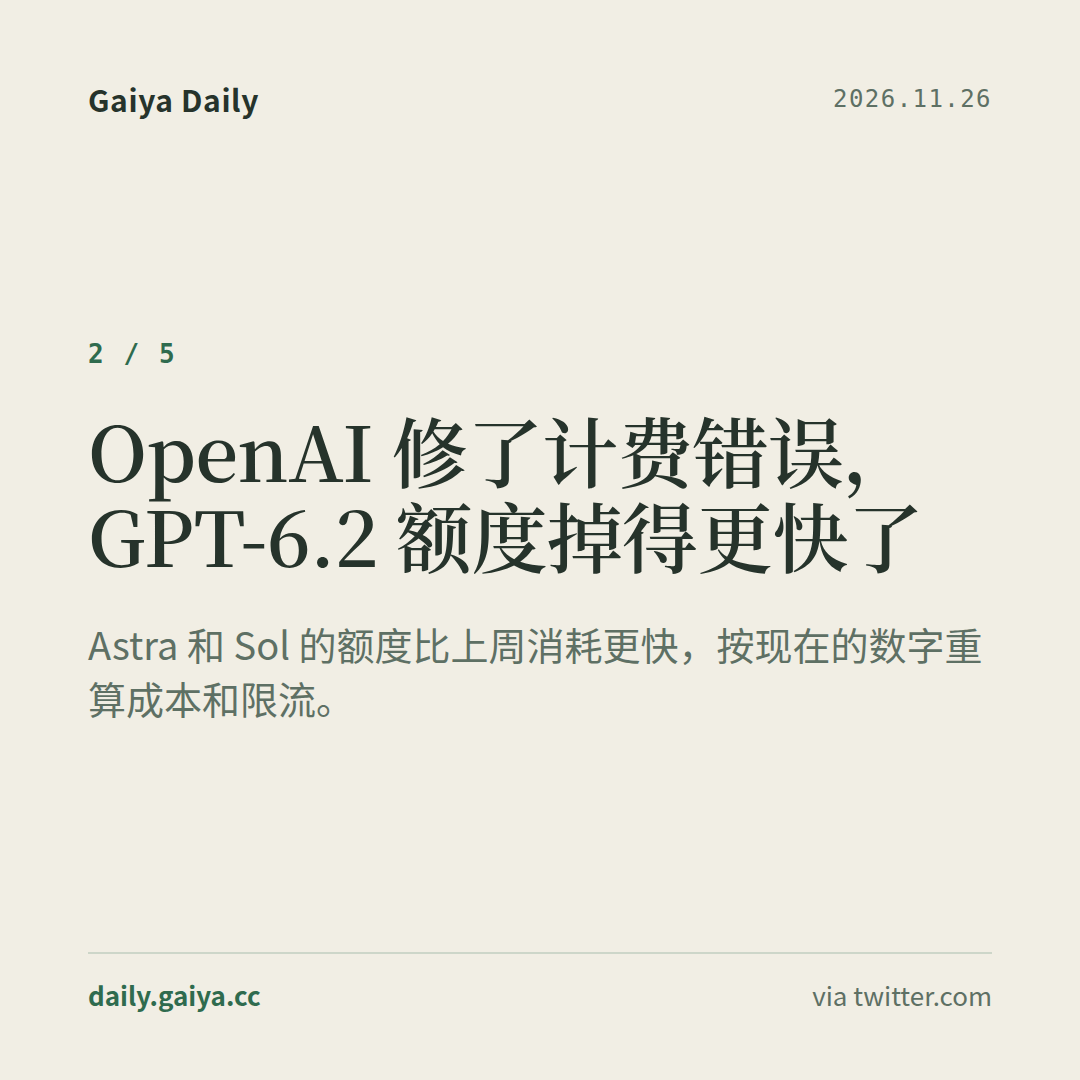 Gaiya Daily
2026.11.26
2 / 5
OpenAI 修了计费错误，
GPT-6.2 额度掉得更快了
Astra 和 Sol 的额度比上周消耗更快，按现在的数字重
算成本和限流。
daily.gaiya.cc
via twitter.com